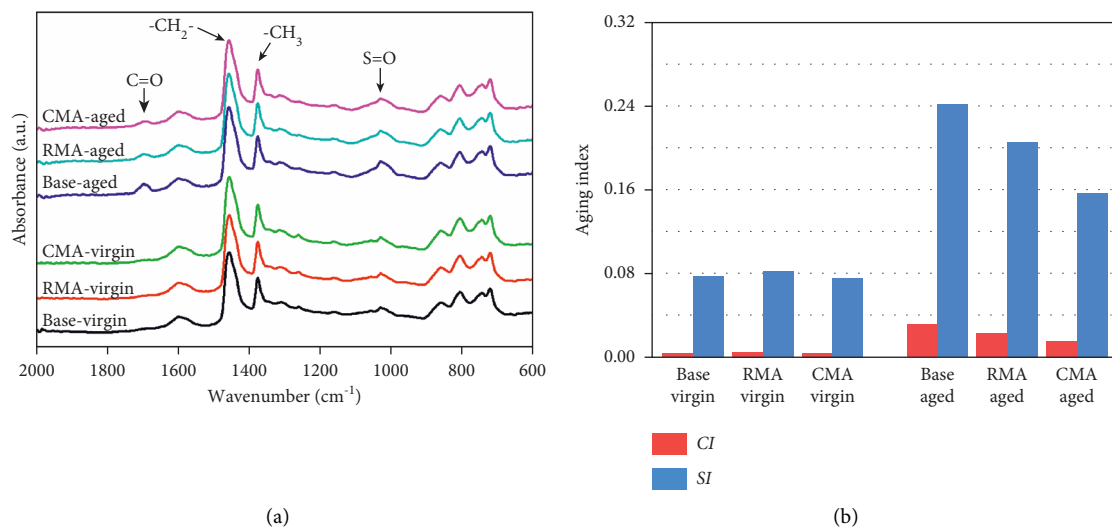 -CH2-
-CH3
S=O
C=O
CMA-aged
RMA-aged
Base-aged
CMA-virgin
RMA-virgin
Base-virgin
Absorbance (a.u.)
2000 1800 1600 1400 1200 1000 800 600
Wavenumber (cm-1)
(a)
0.32
0.24
0.16
0.08
0.00
Aging index
Base virgin
RMA virgin
CMA virgin
Base aged
RMA aged
CMA aged
CI
SI
(b)